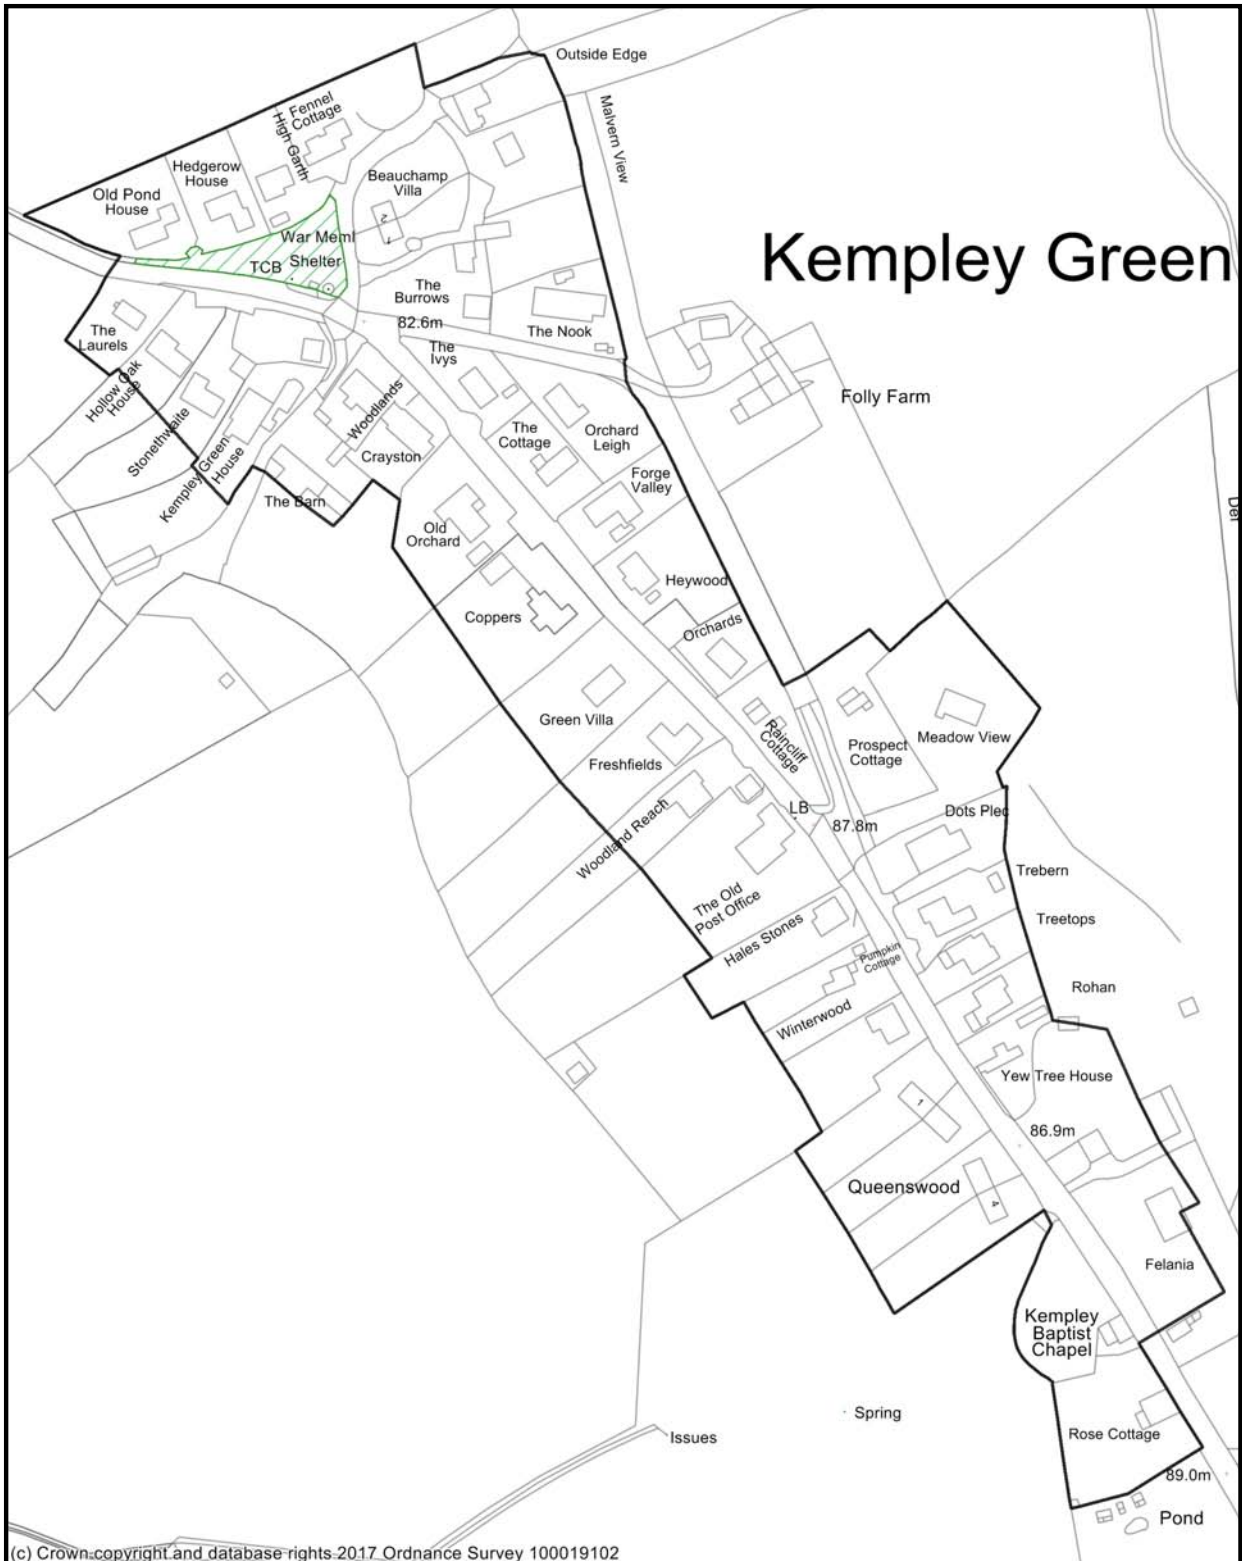 Outside Edge
Malvern View
Fennel
Cottage
High Garth
Hedgerow
House
Old Pond
House
Beauchamp
Villa
2
1
War Meml
Shelter
TCB
The
Burrows
82.6m
The Nook
Kempley Green
The
Laurels
The
Ivys
Hollow Oak
House
Stonethwaite
Kempley Green
House
Woodlands
Crayston
The Barn
The
Cottage
Orchard
Leigh
Folly Farm
Forge
Valley
Old
Orchard
Heywood
Coppers
Orchards
Green Villa
Raincliff
Cottage
Prospect
Cottage
Meadow View
Freshfields
Woodland Reach
LB
87.8m
Dots Plec
Trebern
The Old
Post Office
Hales Stones
Treetops
Pumpkin
Cottage
Rohan
Winterwood
Yew Tree House
1
86.9m
Queenswood
4
Felania
Kempley
Baptist
Chapel
Spring
Issues
Rose Cottage
89.0m
Pond
(c) Crown copyright and database rights 2017 Ordnance Survey 100019102